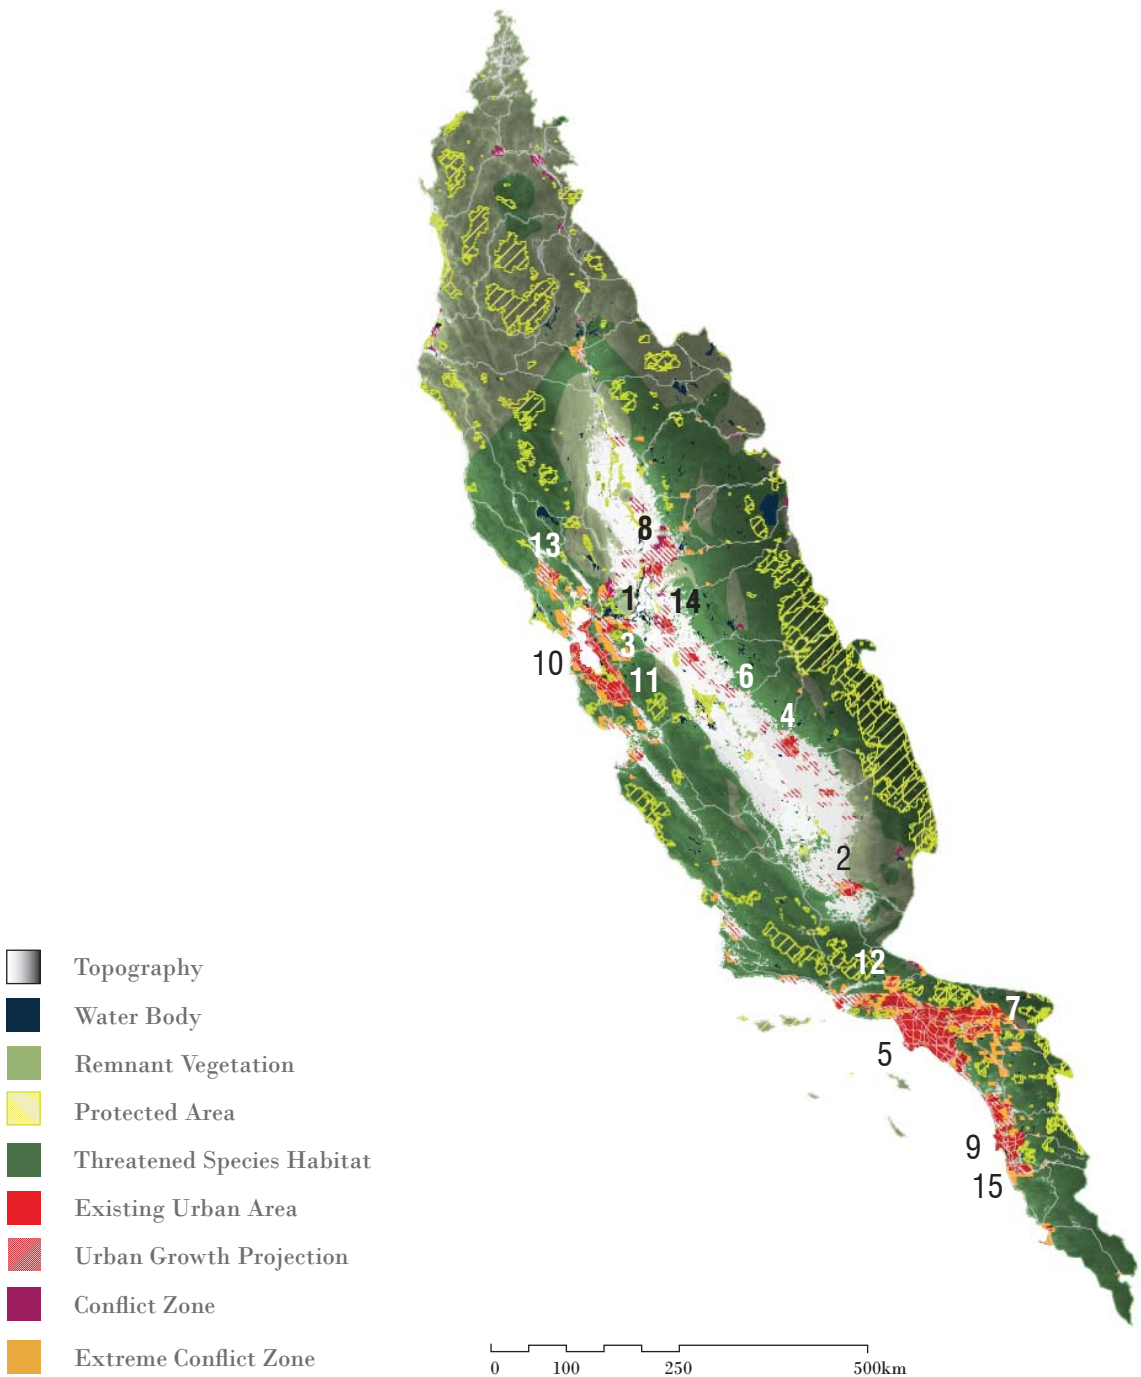 8
13
1
14
3
10
11
6
4
2
12
7
5
9
15
Topography
Water Body
Remnant Vegetation
Protected Area
Threatened Species Habitat
Existing Urban Area
Urban Growth Projection
Conflict Zone
Extreme Conflict Zone
0 100 250 500km